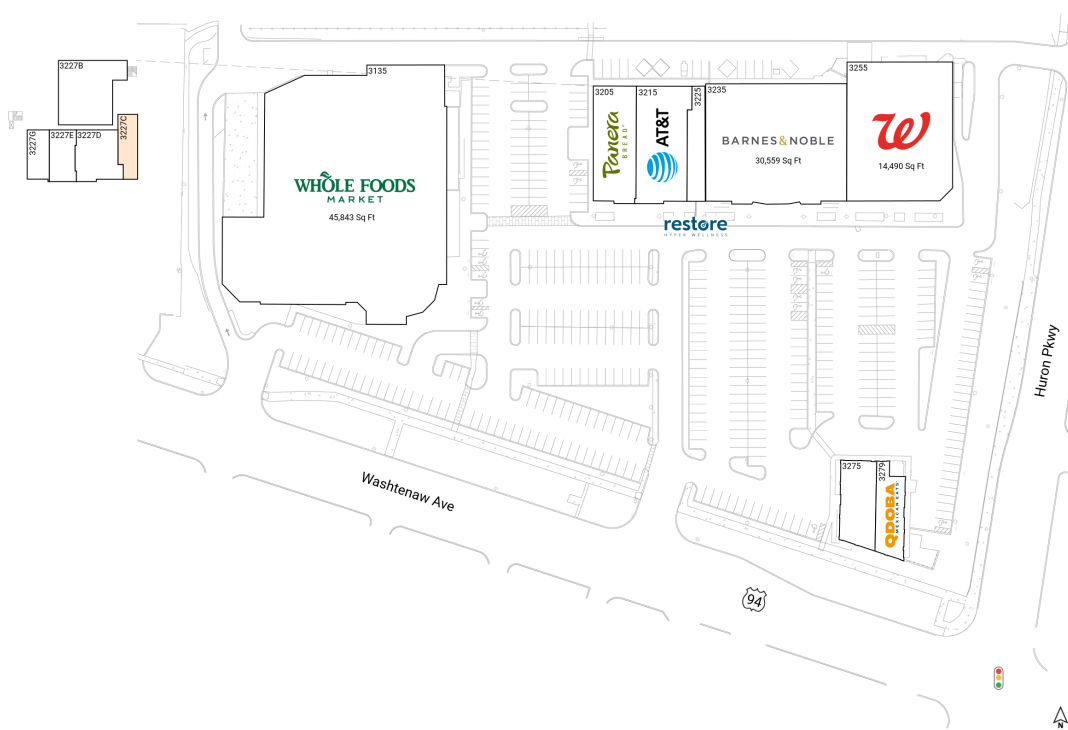 3227B
3135
3255
3205
3215
3225
3235
3227G
3227E
3227D
3227C
Panera
BREAD
AT&T
BARNES&NOBLE
30,559 Sq Ft
W
14,490 Sq Ft
WHOLE FOODS
MARKET
45,843 Sq Ft
restore
HYPER WELLNESS
Huron Pkwy
3275
3279
QDOBA
MEXICAN EATS
Washtenaw Ave
94
N